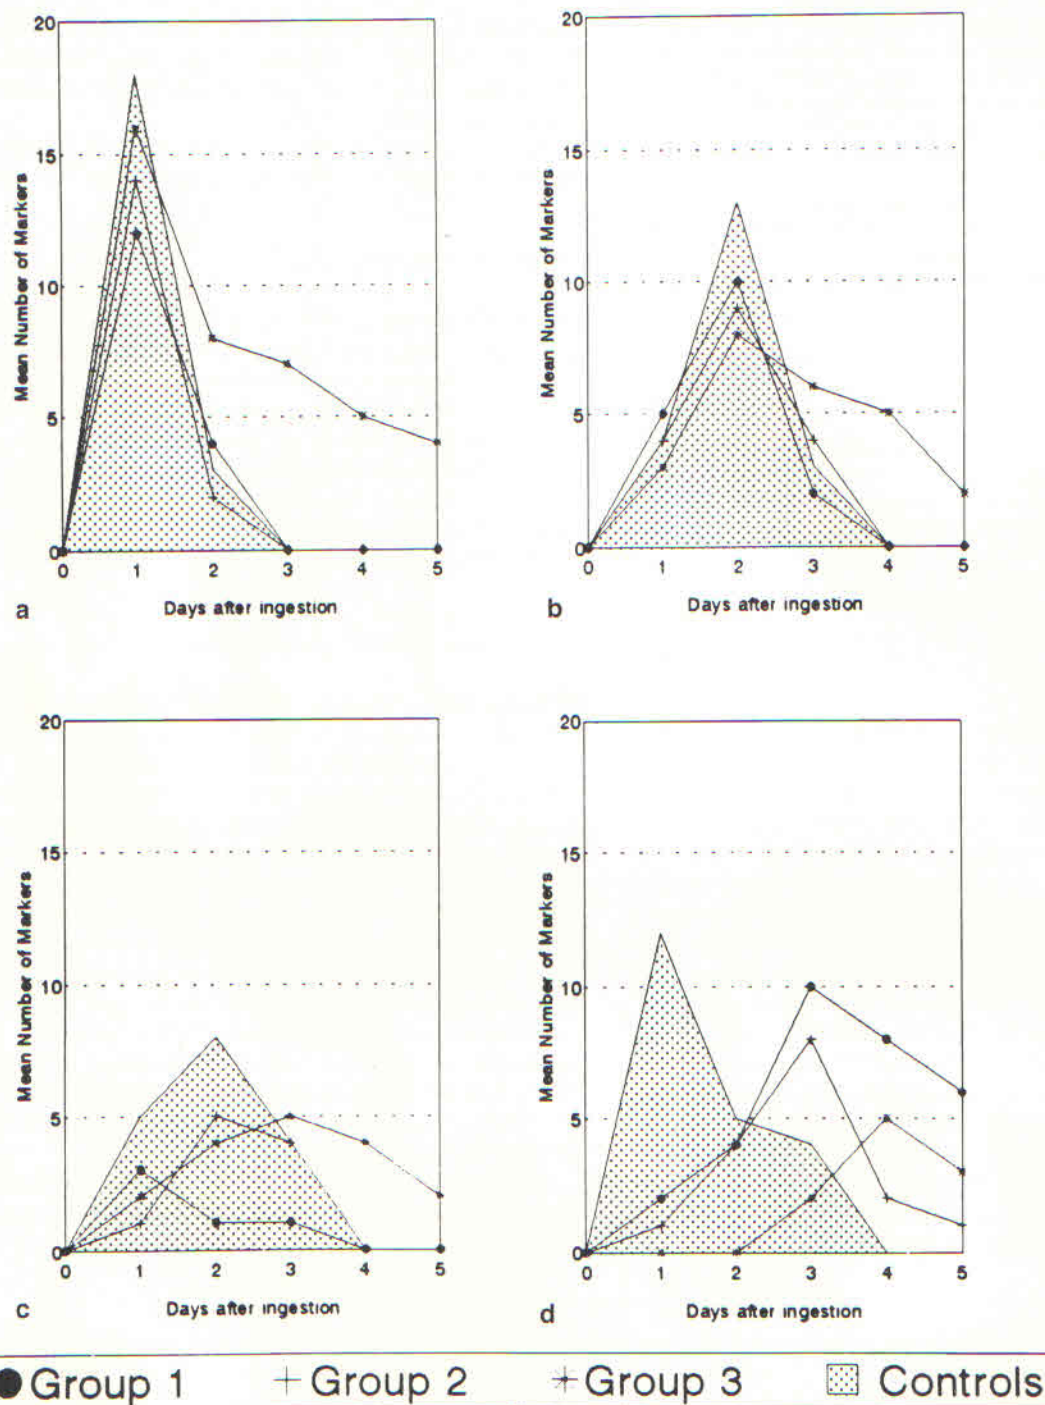 20
15
10
5
0
Mean Number of Markers
0 1 2 3 4 5
Days after ingestion
a
20
15
10
5
0
Mean Number of Markers
0 1 2 3 4 5
Days after ingestion
b
20
15
10
5
0
Mean Number of Markers
0 1 2 3 4 5
Days after ingestion
c
20
15
10
5
0
Mean Number of Markers
0 1 2 3 4 5
Days after ingestion
d
Group 1 Group 2 Group 3 Controls